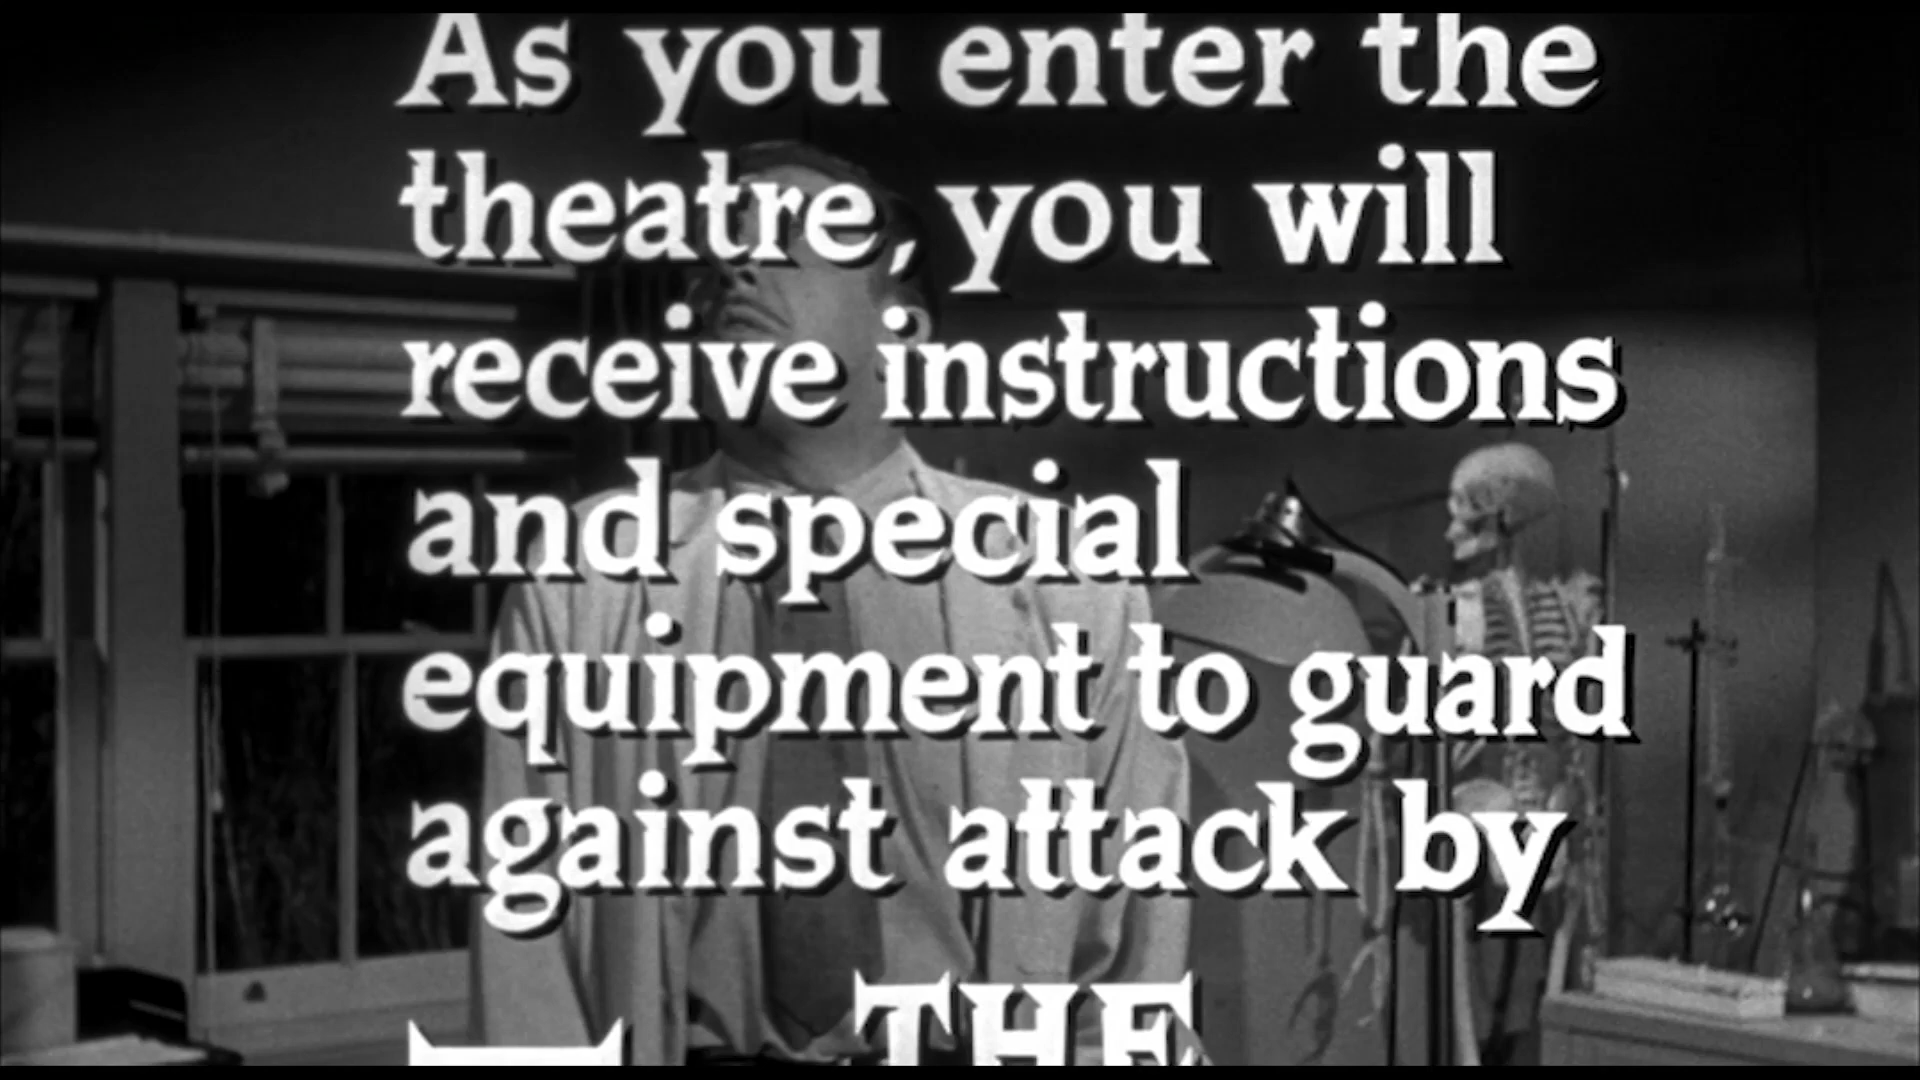 As you enter the
theatre, you will
receive instructions
and special
equipment to guard
against attack by
THE